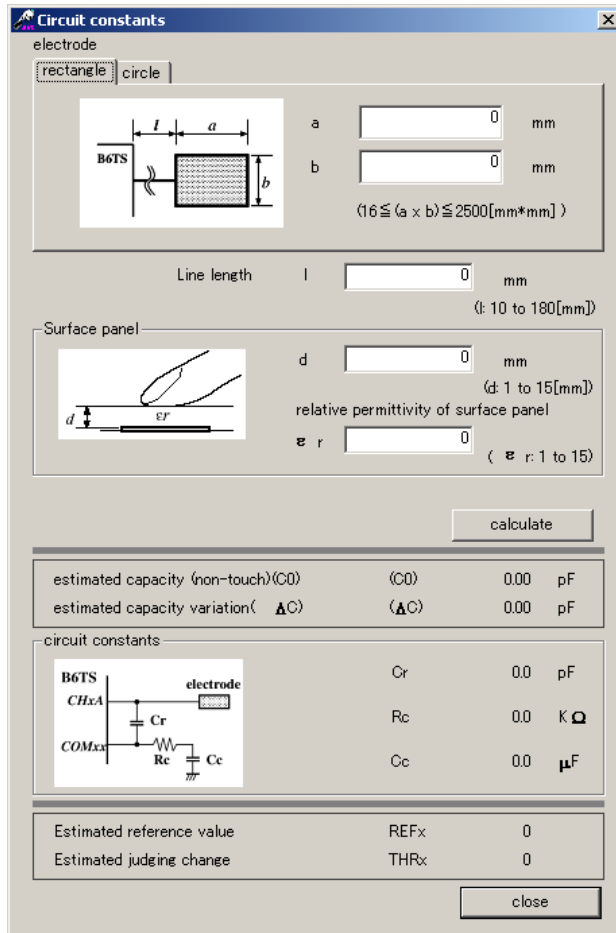 Circuit constants
electrode
rectangle circle
l a
B6TS
b
a 0 mm
b 0 mm
(16≦(a x b)≦2500[mm*mm] )
Line length l 0 mm
(l: 10 to 180[mm])
Surface panel
d εr
d 0 mm
(d: 1 to 15[mm])
relative permittivity of surface panel
ε r 0
( ε r: 1 to 15)
calculate
estimated capacity (non-touch)(C0) (C0) 0.00 pF
estimated capacity variation( ΔC) (ΔC) 0.00 pF
circuit constants
B6TS
electrode
CHxA
Cr
COMxx
Rc Cc
Cr 0.0 pF
Rc 0.0 KΩ
Cc 0.0 μF
Estimated reference value REFx 0
Estimated judging change THRx 0
close